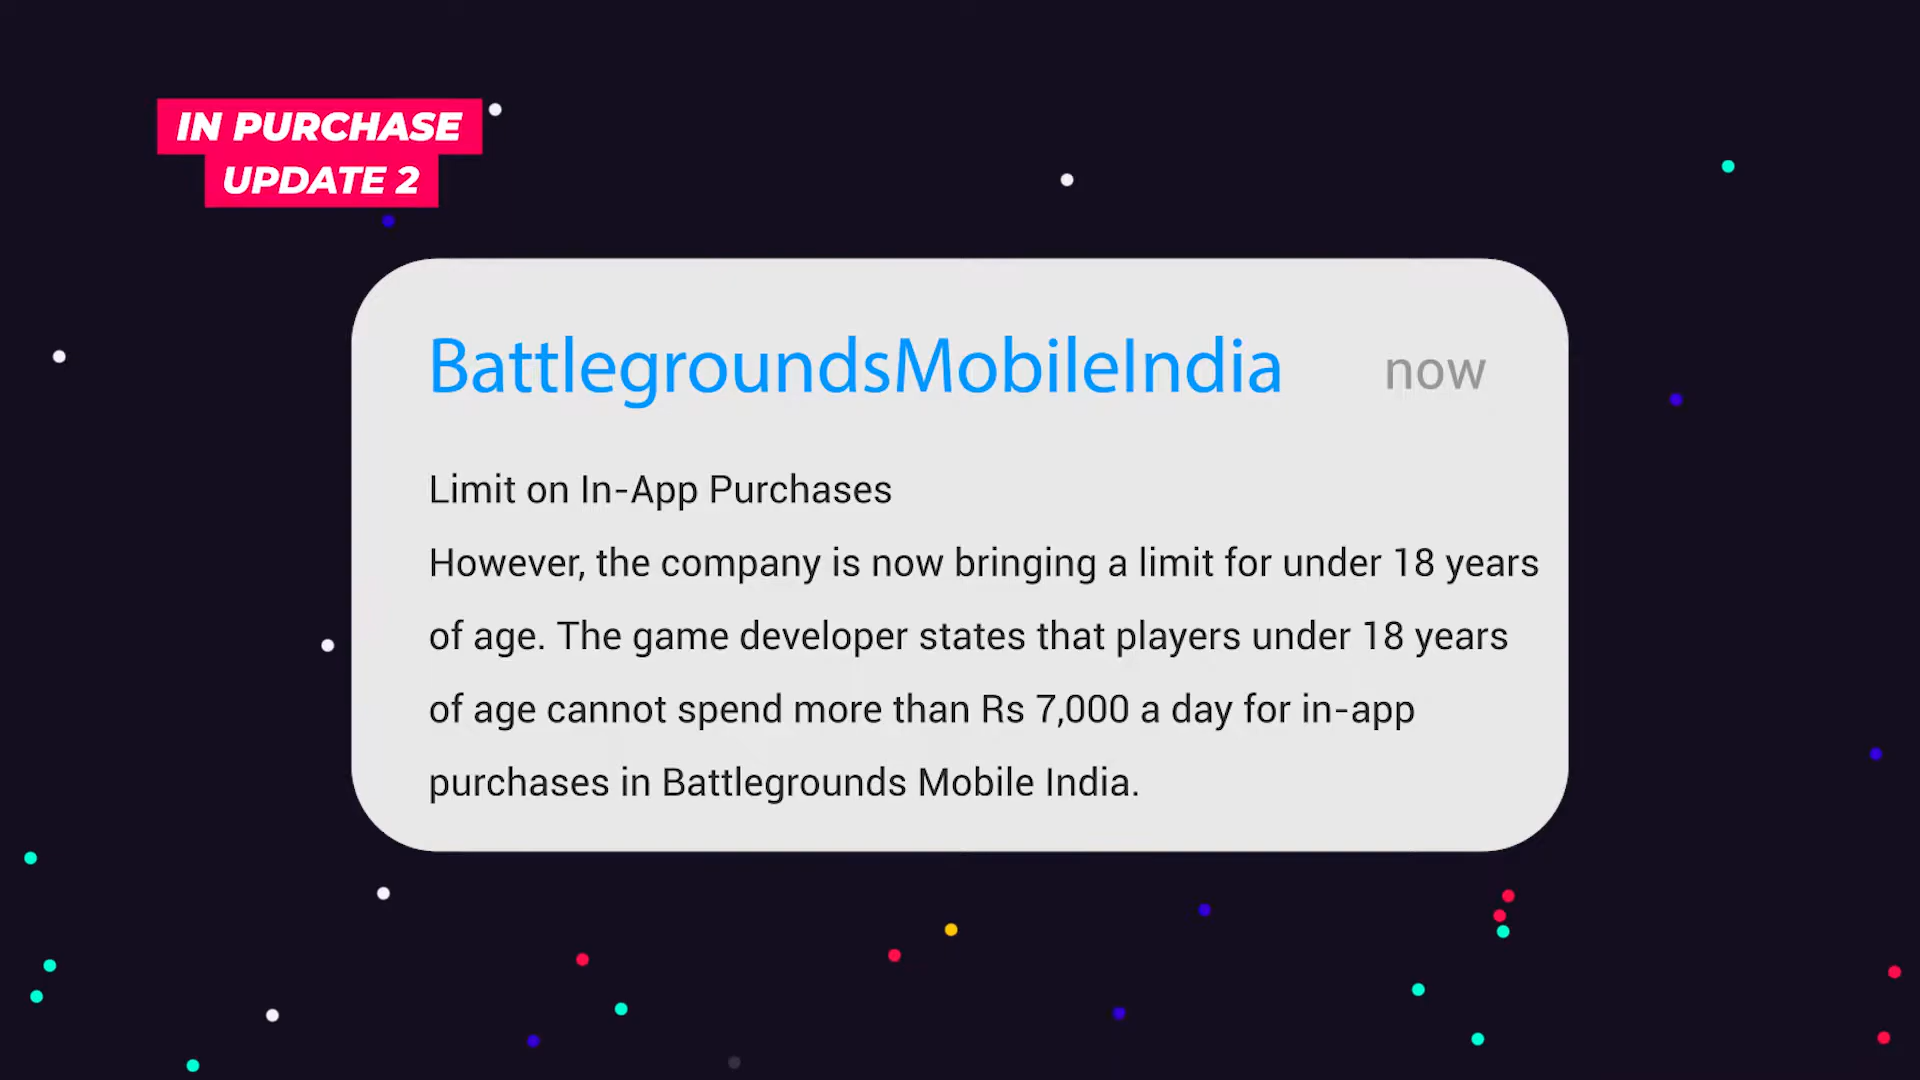 IN PURCHASE
UPDATE 2
BattlegroundsMobileIndia now
Limit on In-App Purchases
However, the company is now bringing a limit for under 18 years
of age. The game developer states that players under 18 years
of age cannot spend more than Rs 7,000 a day for in-app
purchases in Battlegrounds Mobile India.